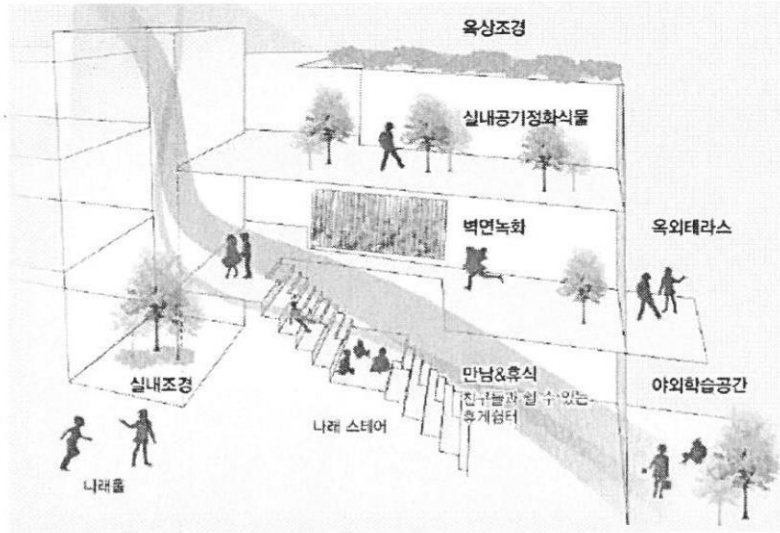 옥상조경
실내공기정화식물
벽면녹화
옥외테라스
실내조경
만남&휴식
친구들과 쉴 수 있는
휴게쉼터
야외학습공간
나래 스테어
나래홀